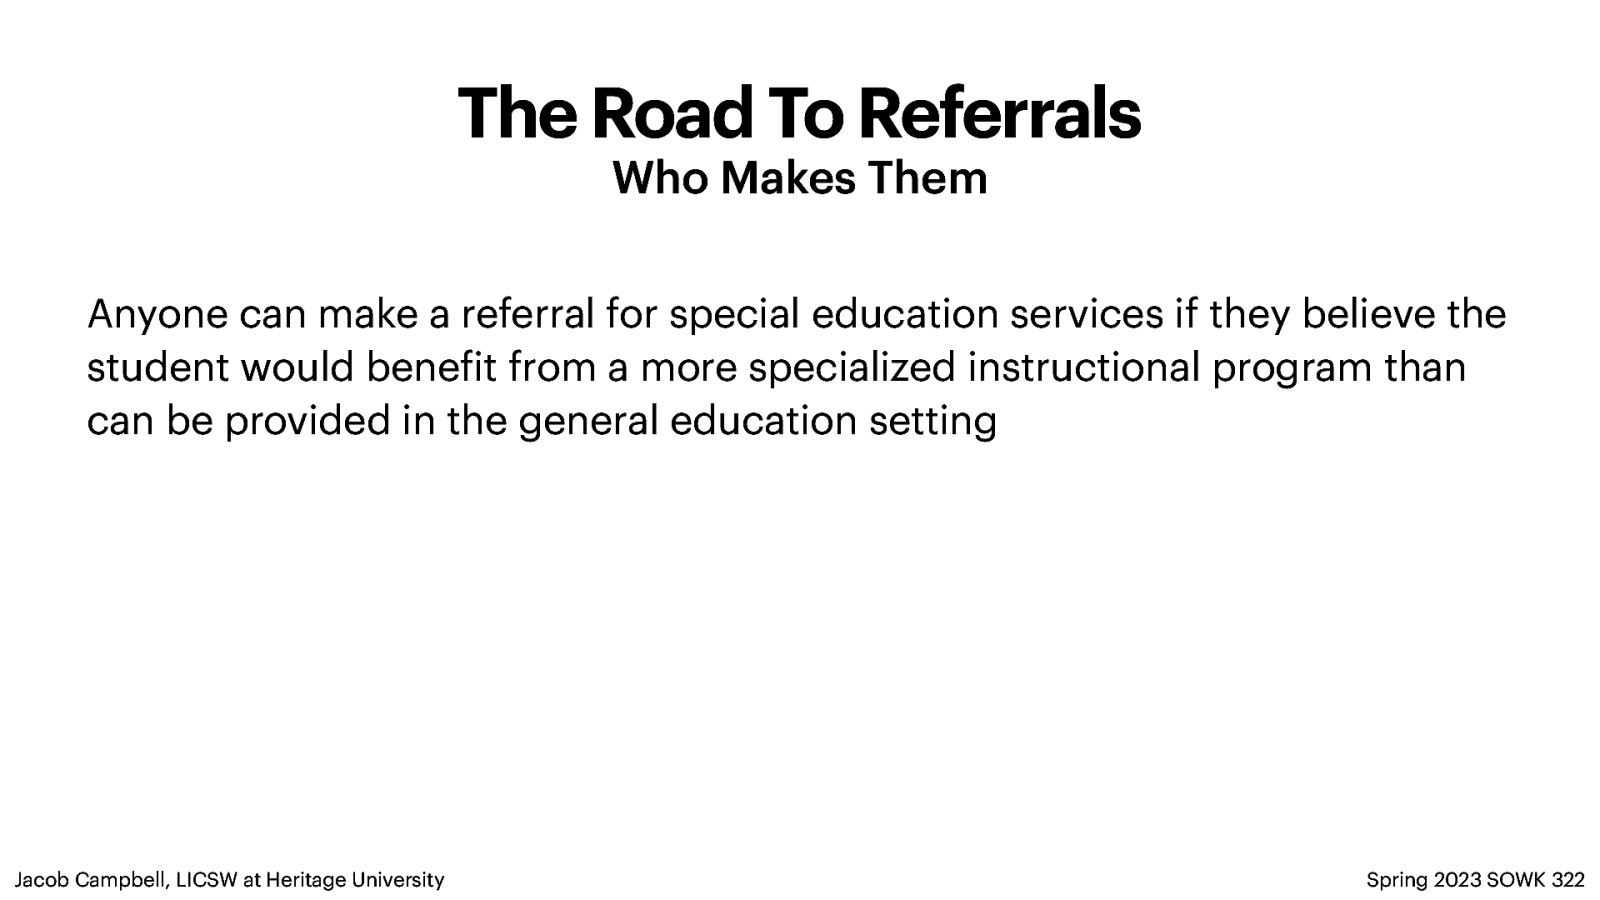 The Road To Referrals
Who Makes Them
Anyone can make a referral for special education services if they believe the
student would benefit from a more specialized instructional program than
can be provided in the general education setting
Jacob Campbell, LICSW at Heritage University
Spring 2023 SOWK 322